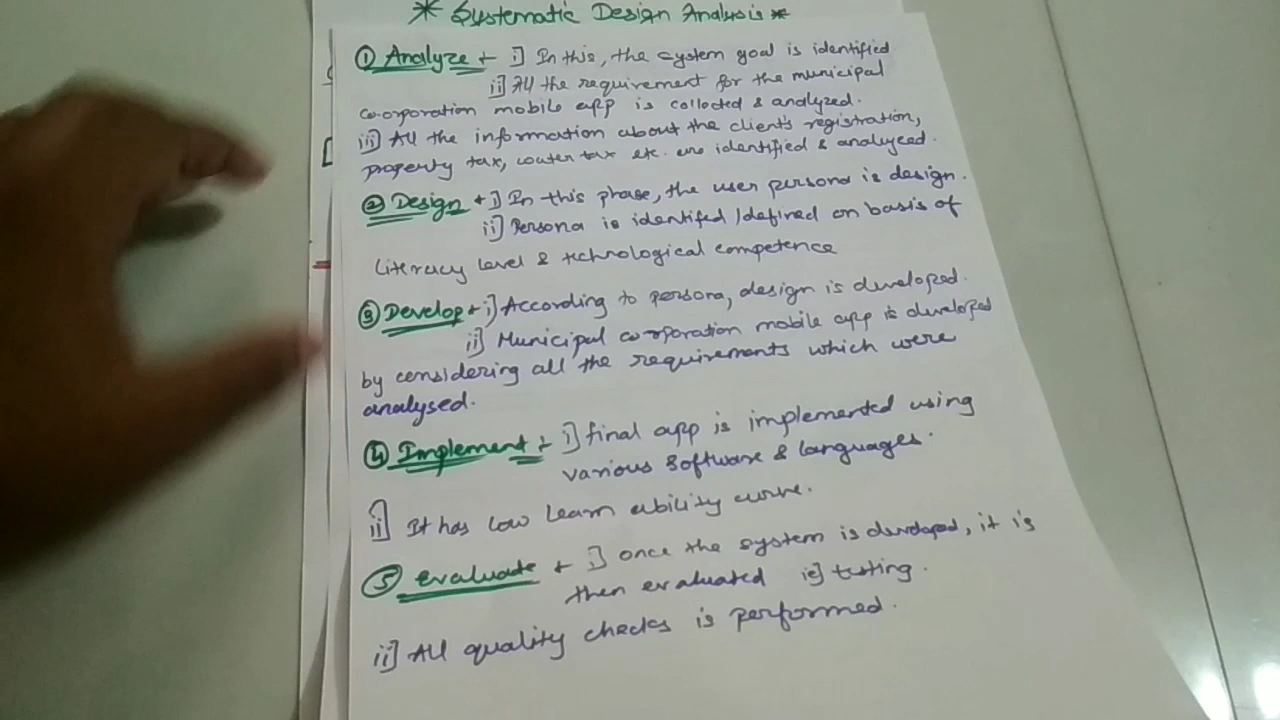 * Systematic Design Analysis *
① Analyze + i] In this, the system goal is identified
ii] All the requirement for the municipal
co-orporation mobile app is collected & analyzed.
iii] All the information about the client's registration,
property tax, water tax etc. are identified & analyzed.
② Design + i] In this phase, the user persona is design.
ii] Persona is identifed /defined on basis of
Literacy level & technological competence
③ Develop + i] According to persona, design is developed.
ii] Municipal co-orporation mobile app is developed
by considering all the requirements which were
analysed.
④ Implement + i] final app is implemented using
various software & languages.
ii] It has low learn ability curve.
⑤ evaluate + i] once the system is developed, it is
then evaluated ie] testing.
ii] All quality checks is performed.